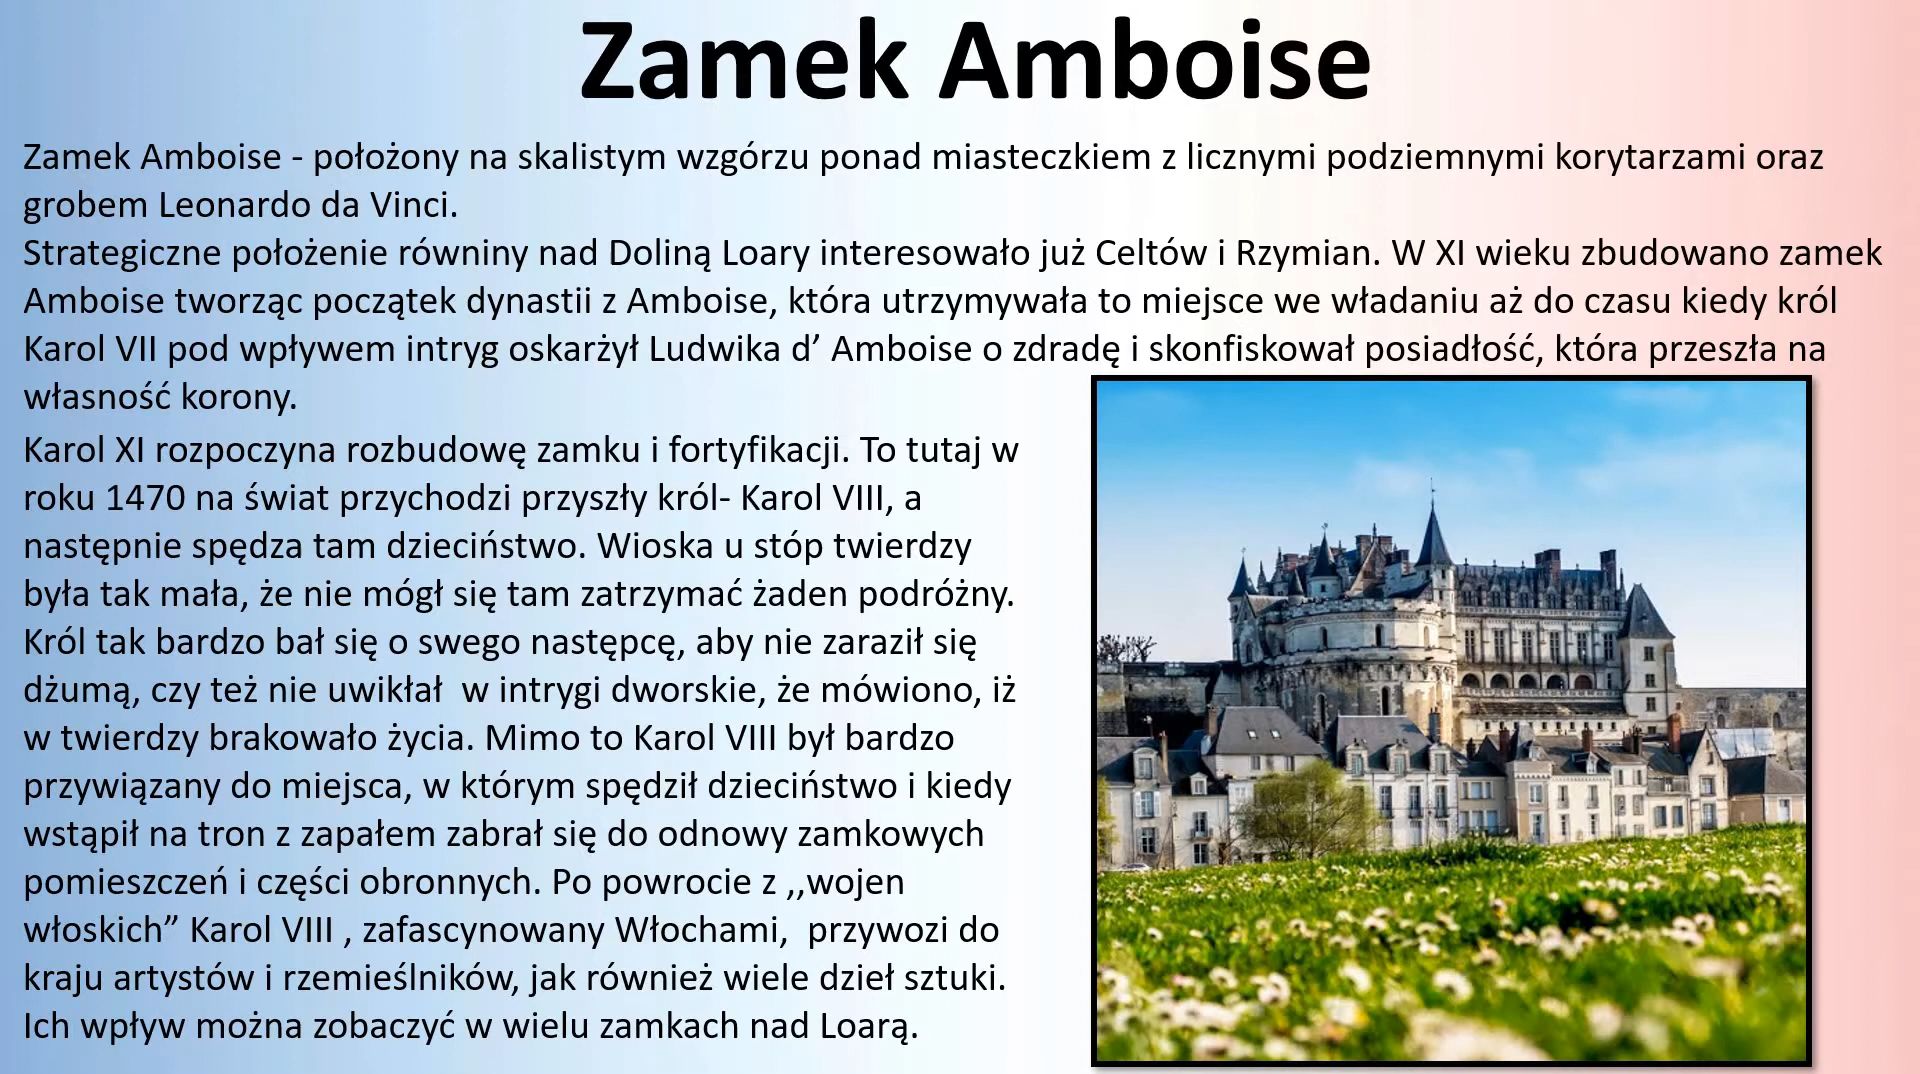 Zamek Amboise
Zamek Amboise - położony na skalistym wzgórzu ponad miasteczkiem z licznymi podziemnymi korytarzami oraz
grobem Leonardo da Vinci.
Strategiczne położenie równiny nad Doliną Loary interesowało już Celtów i Rzymian. W XI wieku zbudowano zamek
Amboise tworząc początek dynastii z Amboise, która utrzymywała to miejsce we władaniu aż do czasu kiedy król
Karol VII pod wpływem intryg oskarżył Ludwika d’ Amboise o zdradę i skonfiskował posiadłość, która przeszła na
własność korony.
Karol XI rozpoczyna rozbudowę zamku i fortyfikacji. To tutaj w
roku 1470 na świat przychodzi przyszły król- Karol VIII, a
następnie spędza tam dzieciństwo. Wioska u stóp twierdzy
była tak mała, że nie mógł się tam zatrzymać żaden podróżny.
Król tak bardzo bał się o swego następcę, aby nie zaraził się
dżumą, czy też nie uwikłał  w intrygi dworskie, że mówiono, iż
w twierdzy brakowało życia. Mimo to Karol VIII był bardzo
przywiązany do miejsca, w którym spędził dzieciństwo i kiedy
wstąpił na tron z zapałem zabrał się do odnowy zamkowych
pomieszczeń i części obronnych. Po powrocie z ,,wojen
włoskich” Karol VIII , zafascynowany Włochami,  przywozi do
kraju artystów i rzemieślników, jak również wiele dzieł sztuki.
Ich wpływ można zobaczyć w wielu zamkach nad Loarą.